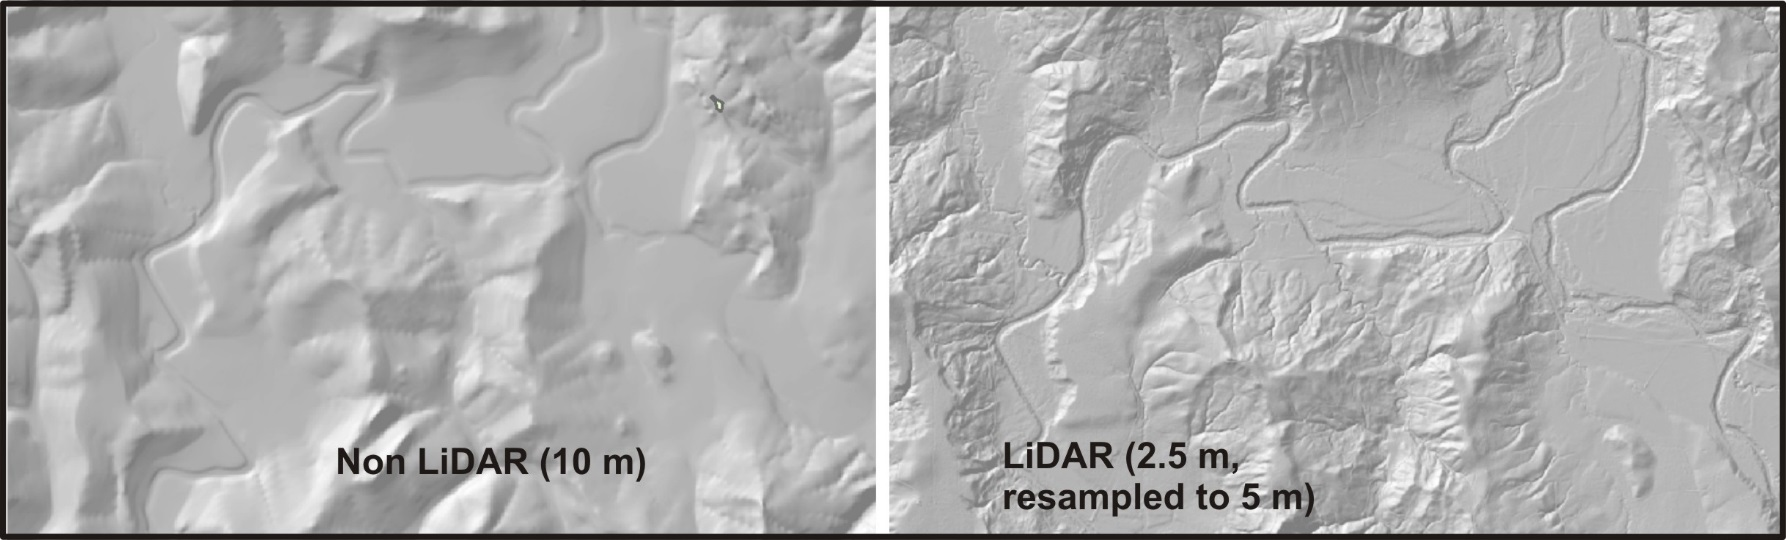 Non LiDAR (10 m)
LiDAR (2.5 m,
resampled to 5 m)